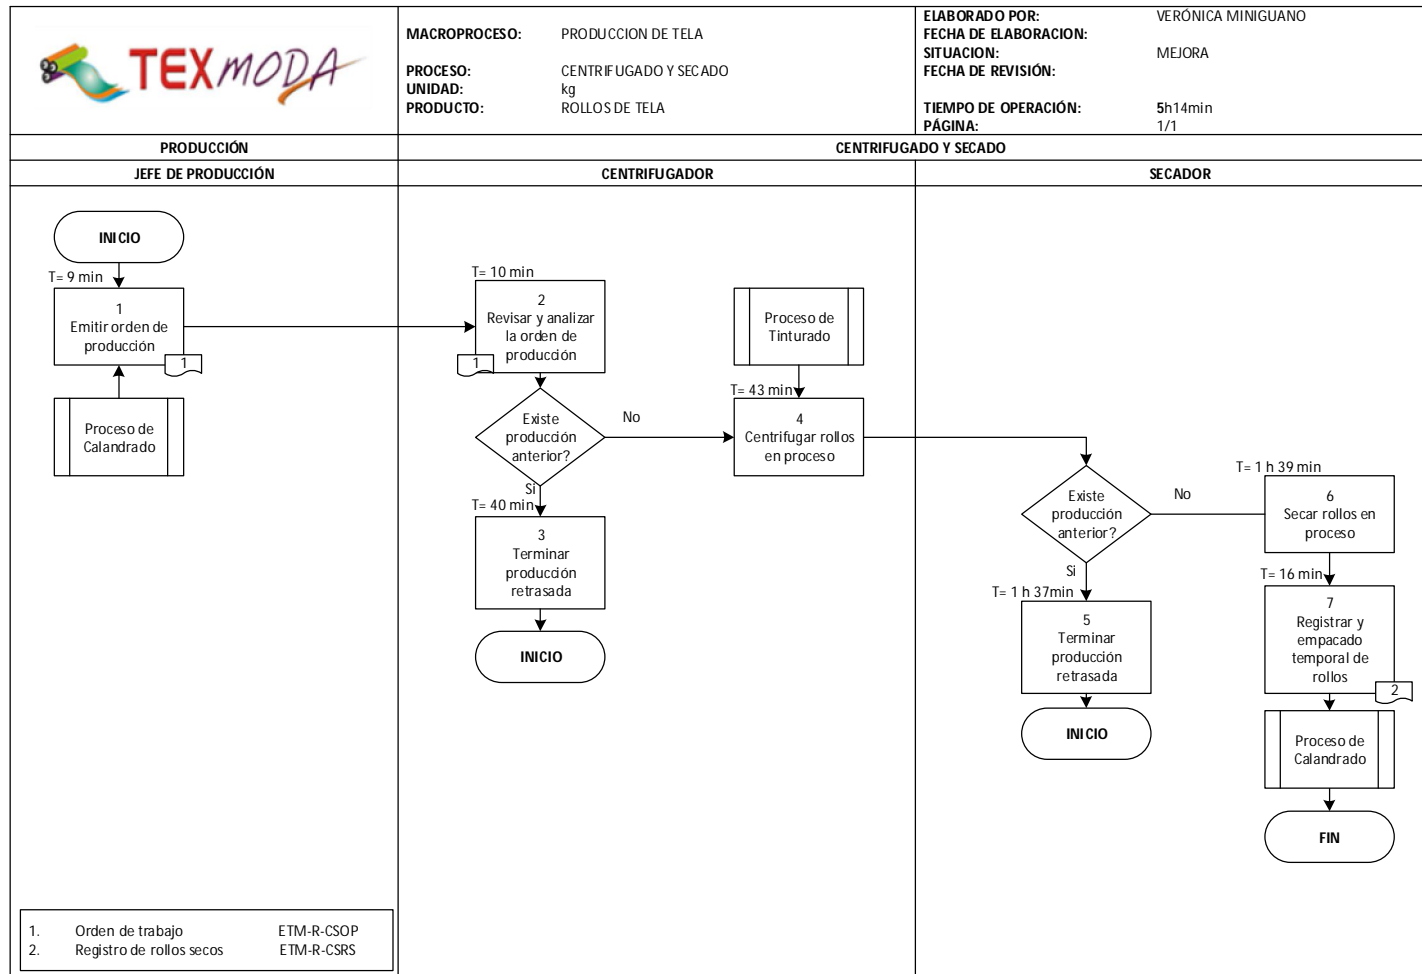 TEXMODA
MACROPROCESO: PRODUCCION DE TELA
PROCESO: CENTRIFUGADO Y SECADO
UNIDAD: kg
PRODUCTO: ROLLOS DE TELA
ELABORADO POR: VERÓNICA MINIGUANO
FECHA DE ELABORACION:
SITUACION: MEJORA
FECHA DE REVISIÓN:
TIEMPO DE OPERACIÓN: 5h14min
PÁGINA: 1/1
PRODUCCIÓN
CENTRIFUGADO Y SECADO
JEFE DE PRODUCCIÓN
CENTRIFUGADOR
SECADOR
INICIO
T= 9 min
1
Emitir orden de
producción
1
Proceso de
Calandrado
T= 10 min
2
Revisar y analizar
la orden de
producción
1
Existe
producción
anterior?
No
Si
T= 40 min
3
Terminar
producción
retrasada
INICIO
Proceso de
Tinturado
T= 43 min
4
Centrifugar rollos
en proceso
Existe
producción
anterior?
No
Si
T= 1 h 37min
5
Terminar
producción
retrasada
INICIO
T= 1 h 39 min
6
Secar rollos en
proceso
T= 16 min
7
Registrar y
empacado
temporal de
rollos
2
Proceso de
Calandrado
FIN
1. Orden de trabajo ETM-R-CSOP
2. Registro de rollos secos ETM-R-CSRS